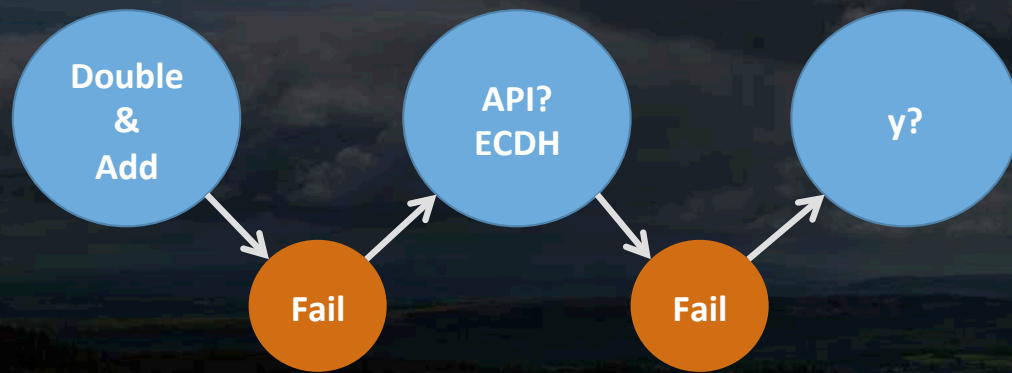 Double
&
Add
Fail
API?
ECDH
Fail
y?